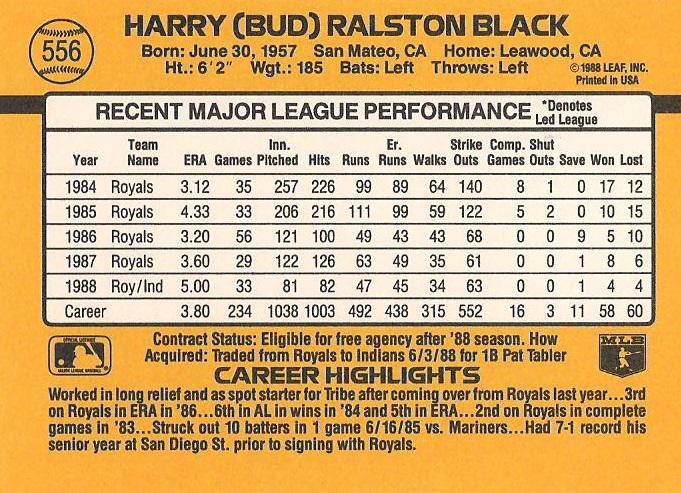 556
HARRY (BUD) RALSTON BLACK
Born: June 30, 1957 San Mateo, CA Home: Leawood, CA
Ht.: 6'2" Wgt.: 185 Bats: Left Throws: Left
©1988 LEAF, INC.
Printed in USA
RECENT MAJOR LEAGUE PERFORMANCE *Denotes Led League
Year Team Name ERA Games Inn. Pitched Hits Runs Er. Runs Walks Strike Outs Comp. Games Shut Outs Save Won Lost
1984 Royals 3.12 35 257 226 99 89 64 140 8 1 0 17 12
1985 Royals 4.33 33 206 216 111 99 59 122 5 2 0 10 15
1986 Royals 3.20 56 121 100 49 43 43 68 0 0 9 5 10
1987 Royals 3.60 29 122 126 63 49 35 61 0 0 1 8 6
1988 Roy/Ind 5.00 33 81 82 47 45 34 63 0 0 1 4 4
Career 3.80 234 1038 1003 492 438 315 552 16 3 11 58 60
Contract Status: Eligible for free agency after '88 season. How
Acquired: Traded from Royals to Indians 6/3/88 for 1B Pat Tabler
MLB
CAREER HIGHLIGHTS
Worked in long relief and as spot starter for Tribe after coming over from Royals last year...3rd
on Royals in ERA in '86...6th in AL in wins in '84 and 5th in ERA...2nd on Royals in complete
games in '83...Struck out 10 batters in 1 game 6/16/85 vs. Mariners...Had 7-1 record his
senior year at San Diego St. prior to signing with Royals.